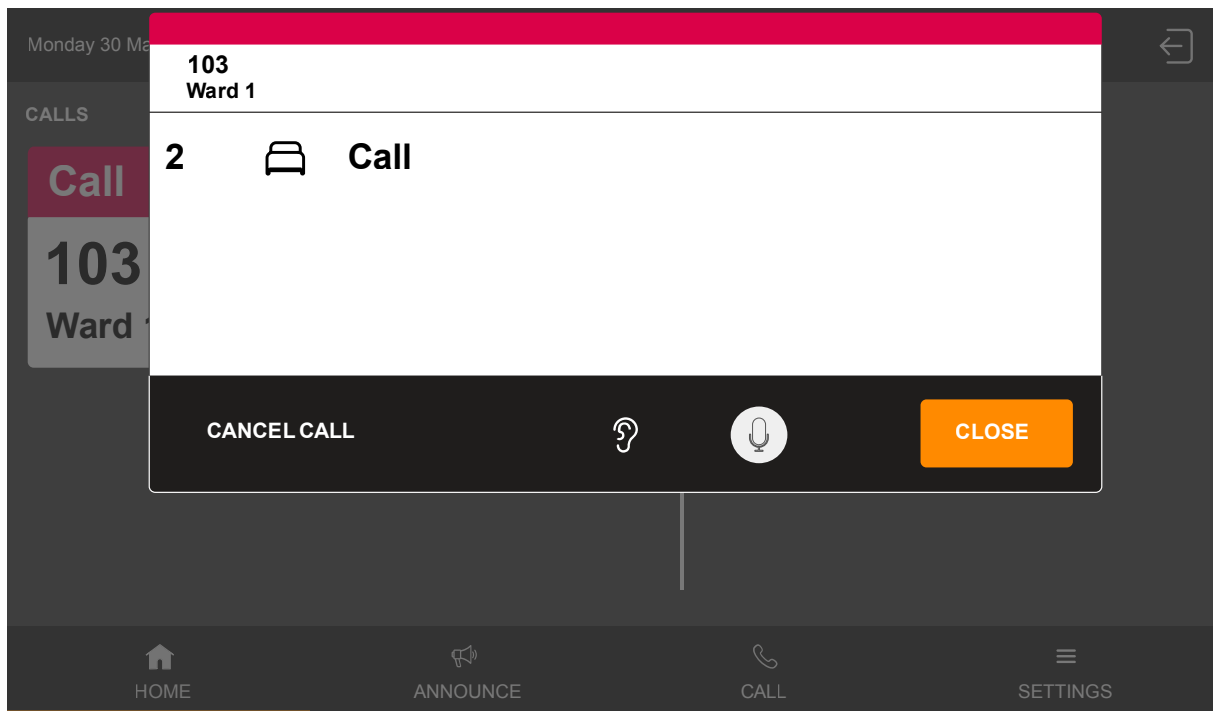 Monday 30 Ma
103
Ward 1
CALLS
2 Call
Call
103
Ward 1
CANCEL CALL
CLOSE
HOME
ANNOUNCE
CALL
SETTINGS